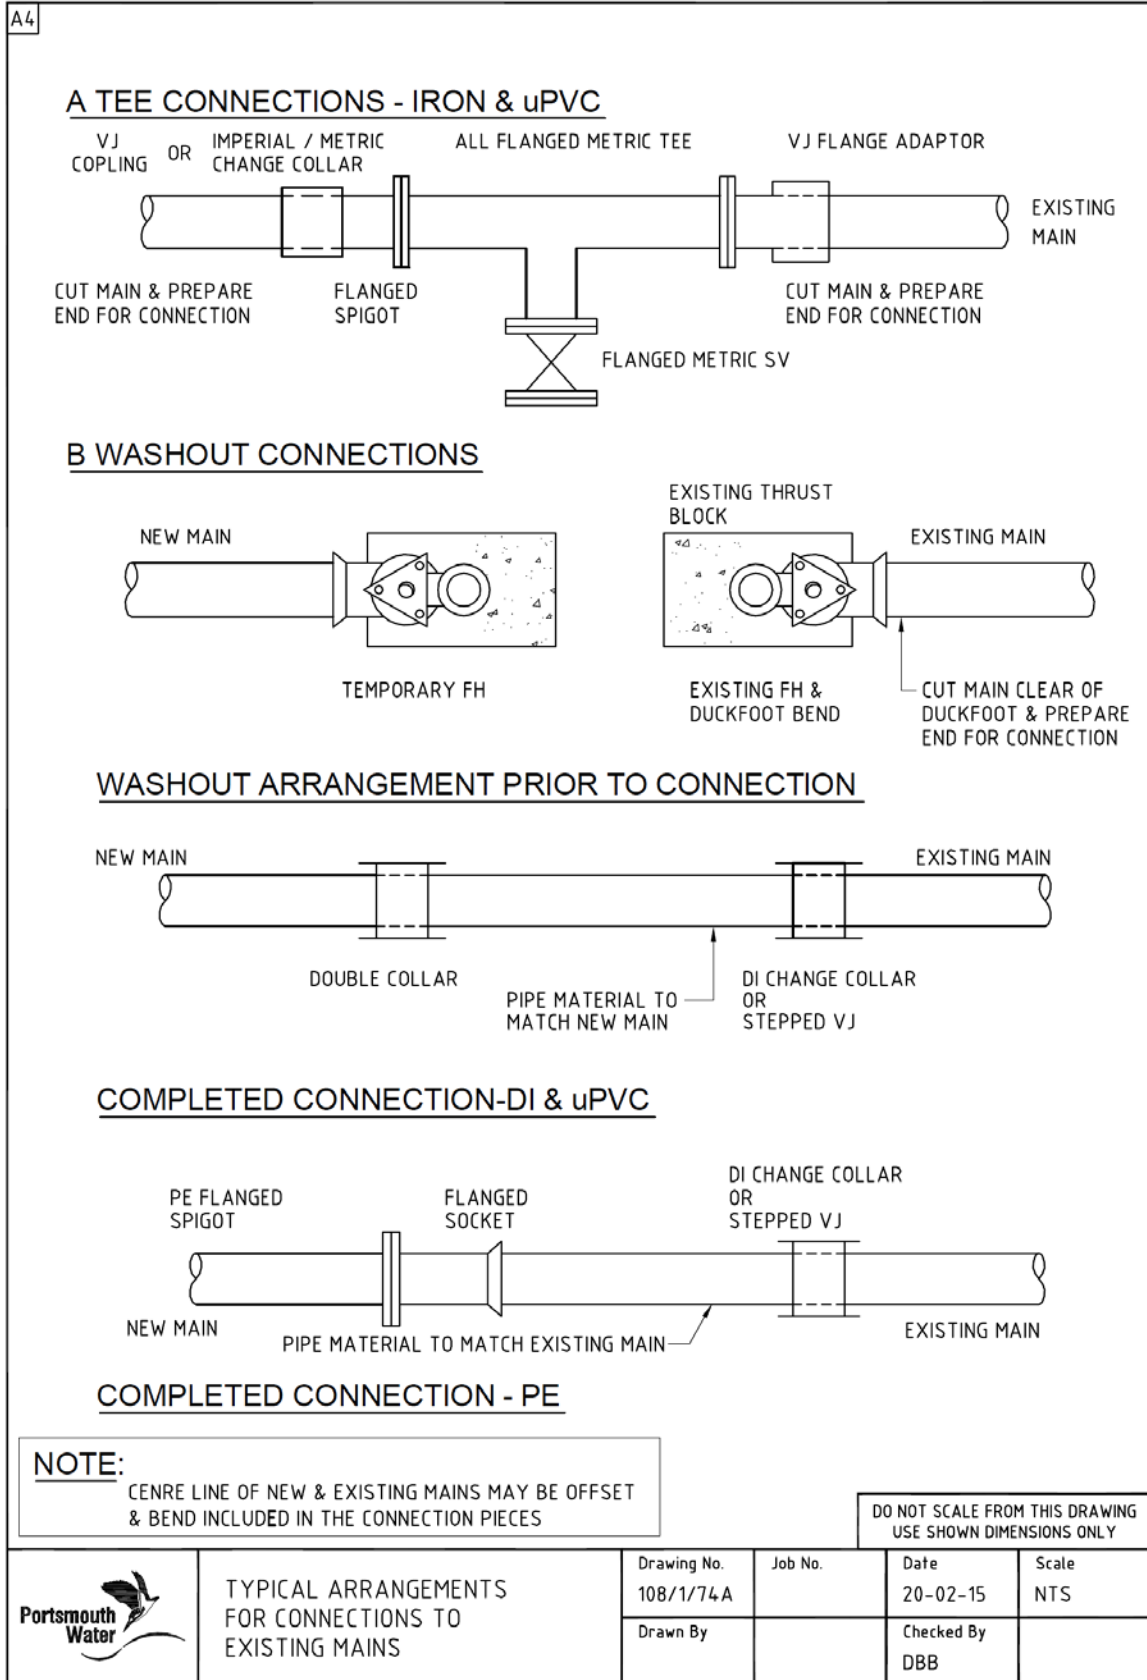 A4
A TEE CONNECTIONS - IRON & uPVC
VJ
COPLING
OR
IMPERIAL / METRIC
CHANGE COLLAR
ALL FLANGED METRIC TEE
VJ FLANGE ADAPTOR
EXISTING
MAIN
CUT MAIN & PREPARE
END FOR CONNECTION
FLANGED
SPIGOT
CUT MAIN & PREPARE
END FOR CONNECTION
FLANGED METRIC SV
B WASHOUT CONNECTIONS
EXISTING THRUST
BLOCK
NEW MAIN
EXISTING MAIN
TEMPORARY FH
EXISTING FH &
DUCKFOOT BEND
CUT MAIN CLEAR OF
DUCKFOOT & PREPARE
END FOR CONNECTION
WASHOUT ARRANGEMENT PRIOR TO CONNECTION
NEW MAIN
EXISTING MAIN
DOUBLE COLLAR
PIPE MATERIAL TO
MATCH NEW MAIN
DI CHANGE COLLAR
OR
STEPPED VJ
COMPLETED CONNECTION-DI & uPVC
PE FLANGED
SPIGOT
FLANGED
SOCKET
DI CHANGE COLLAR
OR
STEPPED VJ
NEW MAIN
PIPE MATERIAL TO MATCH EXISTING MAIN
EXISTING MAIN
COMPLETED CONNECTION - PE
NOTE:
CENRE LINE OF NEW & EXISTING MAINS MAY BE OFFSET
& BEND INCLUDED IN THE CONNECTION PIECES
DO NOT SCALE FROM THIS DRAWING
USE SHOWN DIMENSIONS ONLY
Portsmouth
Water
TYPICAL ARRANGEMENTS
FOR CONNECTIONS TO
EXISTING MAINS
Drawing No.
108/1/74A
Job No.
Date
20-02-15
Scale
NTS
Drawn By
Checked By
DBB